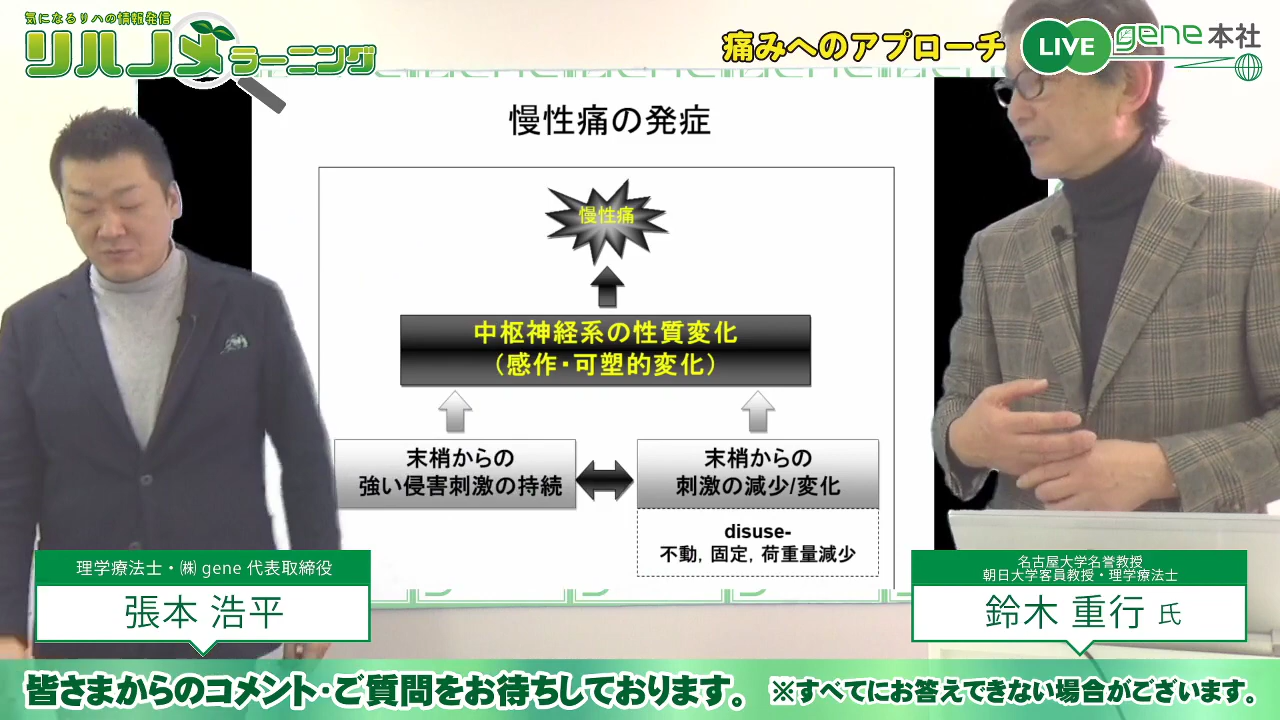 気になるリハの情報発信
リハノメラーニング
痛みへのアプローチ
LIVE
gene本社
慢性痛の発症
慢性痛
中枢神経系の性質変化
(感作・可塑的変化)
末梢からの
強い侵害刺激の持続
末梢からの
刺激の減少/変化
disuse-
不動, 固定, 荷重量減少
理学療法士・㈱gene 代表取締役
張本 浩平
名古屋大学名誉教授
朝日大学客員教授・理学療法士
鈴木 重行 氏
皆さまからのコメント・ご質問をお待ちしております。 ※すべてにお答えできない場合がございます。